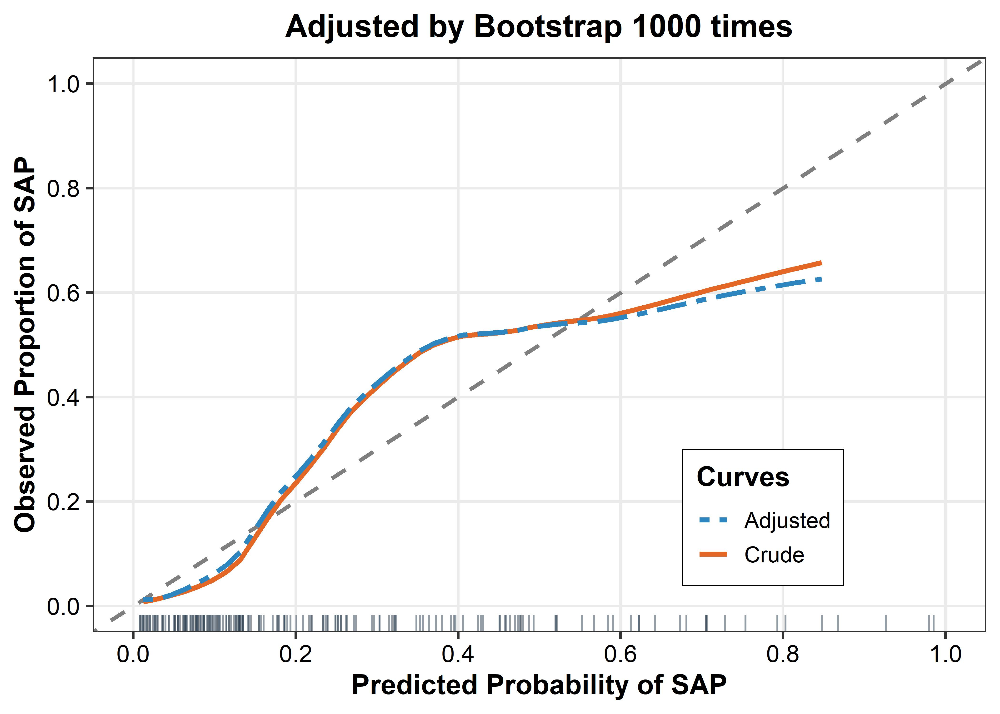 Adjusted by Bootstrap 1000 times
Observed Proportion of SAP
1.0
0.8
0.6
0.4
0.2
0.0
Curves
Adjusted
Crude
0.0 0.2 0.4 0.6 0.8 1.0
Predicted Probability of SAP